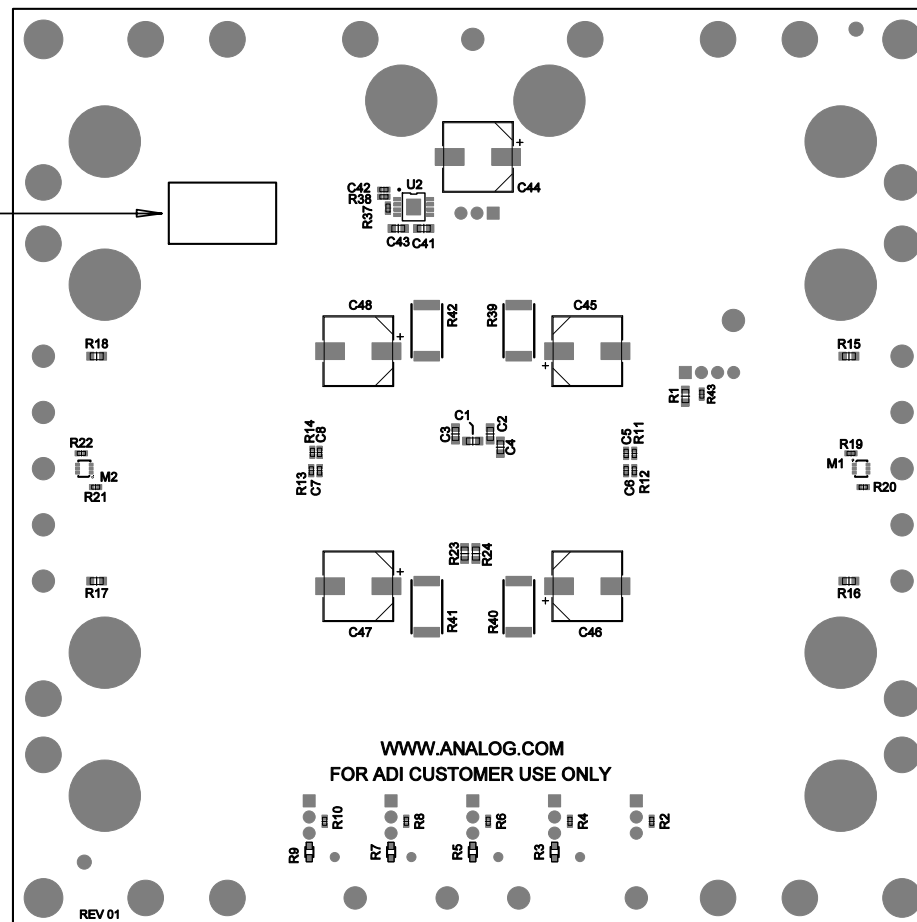 +
C44
C42
U2
R38
R37
C43
C41
C48
R42
R39
C45
+
+
R18
R15
R1
R43
C1
C3
C2
C4
R14
C8
C5
R11
R22
M2
R21
R13
C7
C6
R12
R19
M1
R20
R23
R24
+
+
R17
R16
C47
R41
R40
C46
WWW.ANALOG.COM
FOR ADI CUSTOMER USE ONLY
R10
R8
R6
R4
R2
R9
R7
R5
R3
REV 01